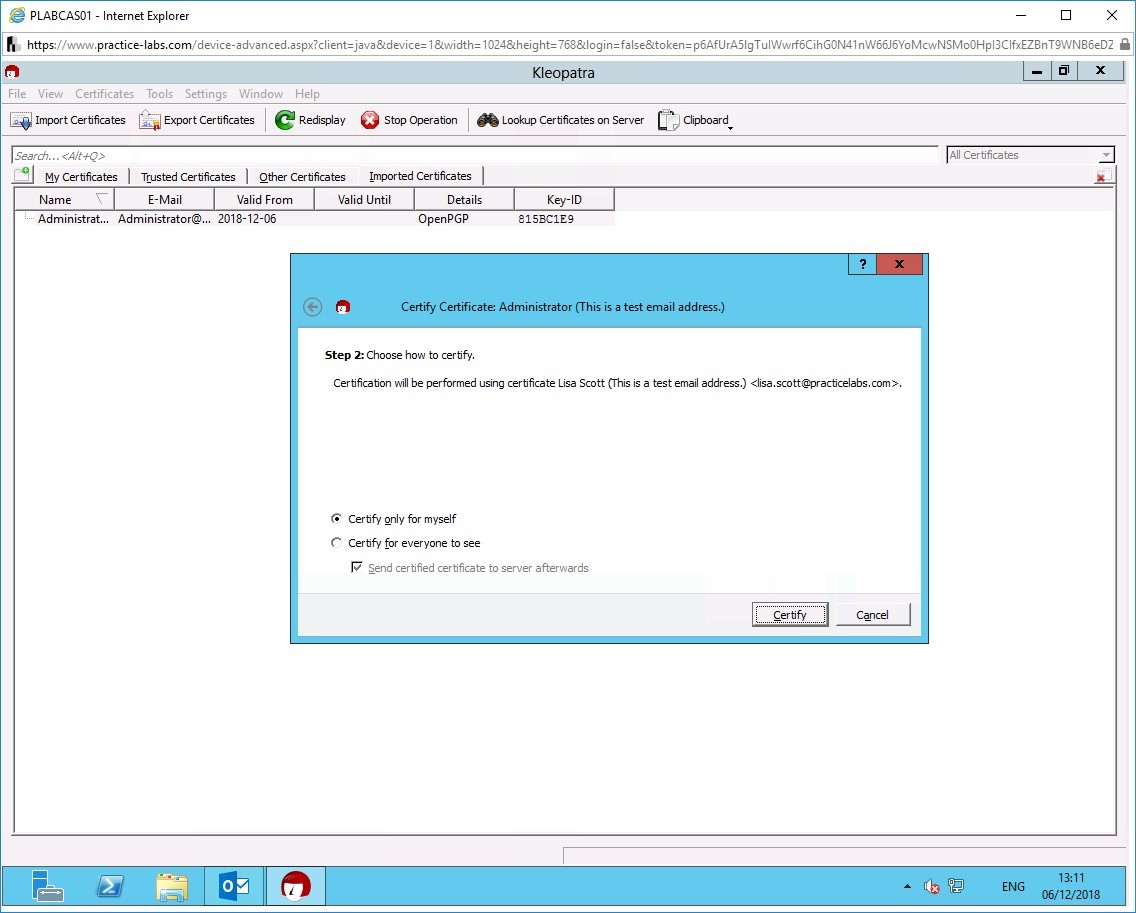 PLABCAS01 - Internet Explorer
https://www.practice-labs.com/device-advanced.aspx?client=java&device=1&width=1024&height=768&login=false&token=
Kleopatra
File View Certificates Tools Settings Window Help
Import Certificates Export Certificates Redisplay Stop Operation Lookup Certificates on Server Clipboard
Search...<Alt+Q> All Certificates
My Certificates Trusted Certificates Other Certificates Imported Certificates
Name E-Mail Valid From Valid Until Details Key-ID
Administrat... Administrator@... 2018-12-06 OpenPGP 815BC1E9
? x
Certify Certificate: Administrator (This is a test email address.)
Step 2: Choose how to certify.
Certification will be performed using certificate Lisa Scott (This is a test email address.) <lisa.scott@practicelabs.com>.
Certify only for myself
Certify for everyone to see
Send certified certificate to server afterwards
Certify Cancel
ENG 13:11
06/12/2018